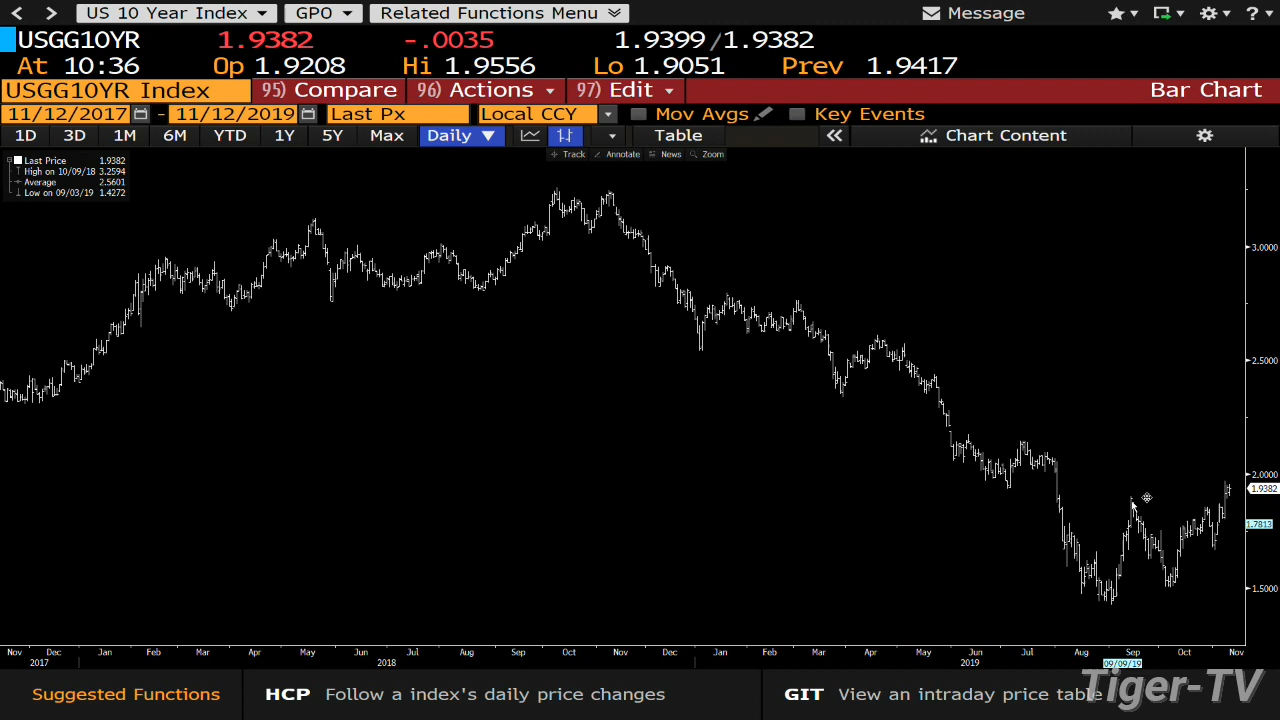 US 10 Year Index GPO Related Functions Menu Message ?
USGG10YR 1.9382 -.0035 1.9399/1.9382
At 10:36 Op 1.9208 Hi 1.9556 Lo 1.9051 Prev 1.9417
USGG10YR Index 95) Compare 96) Actions 97) Edit Bar Chart
11/12/2017 - 11/12/2019 Last Px Local CCY Mov Avgs Key Events
1D 3D 1M 6M YTD 1Y 5Y Max Daily Table Chart Content
Track Annotate News Zoom
Last Price 1.9382
High on 10/09/18 3.2594
Average 2.5601
Low on 09/03/19 1.4272
3.0000
2.5000
2.0000
1.9382
1.7813
1.5000
Nov Dec Jan Feb Mar Apr May Jun Jul Aug Sep Oct Nov Dec Jan Feb Mar Apr May Jun Jul Aug Sep Oct Nov
2017 2018 2019 09/09/19
Suggested Functions HCP Follow a index's daily price changes GIT View an intraday price table
Tiger-TV